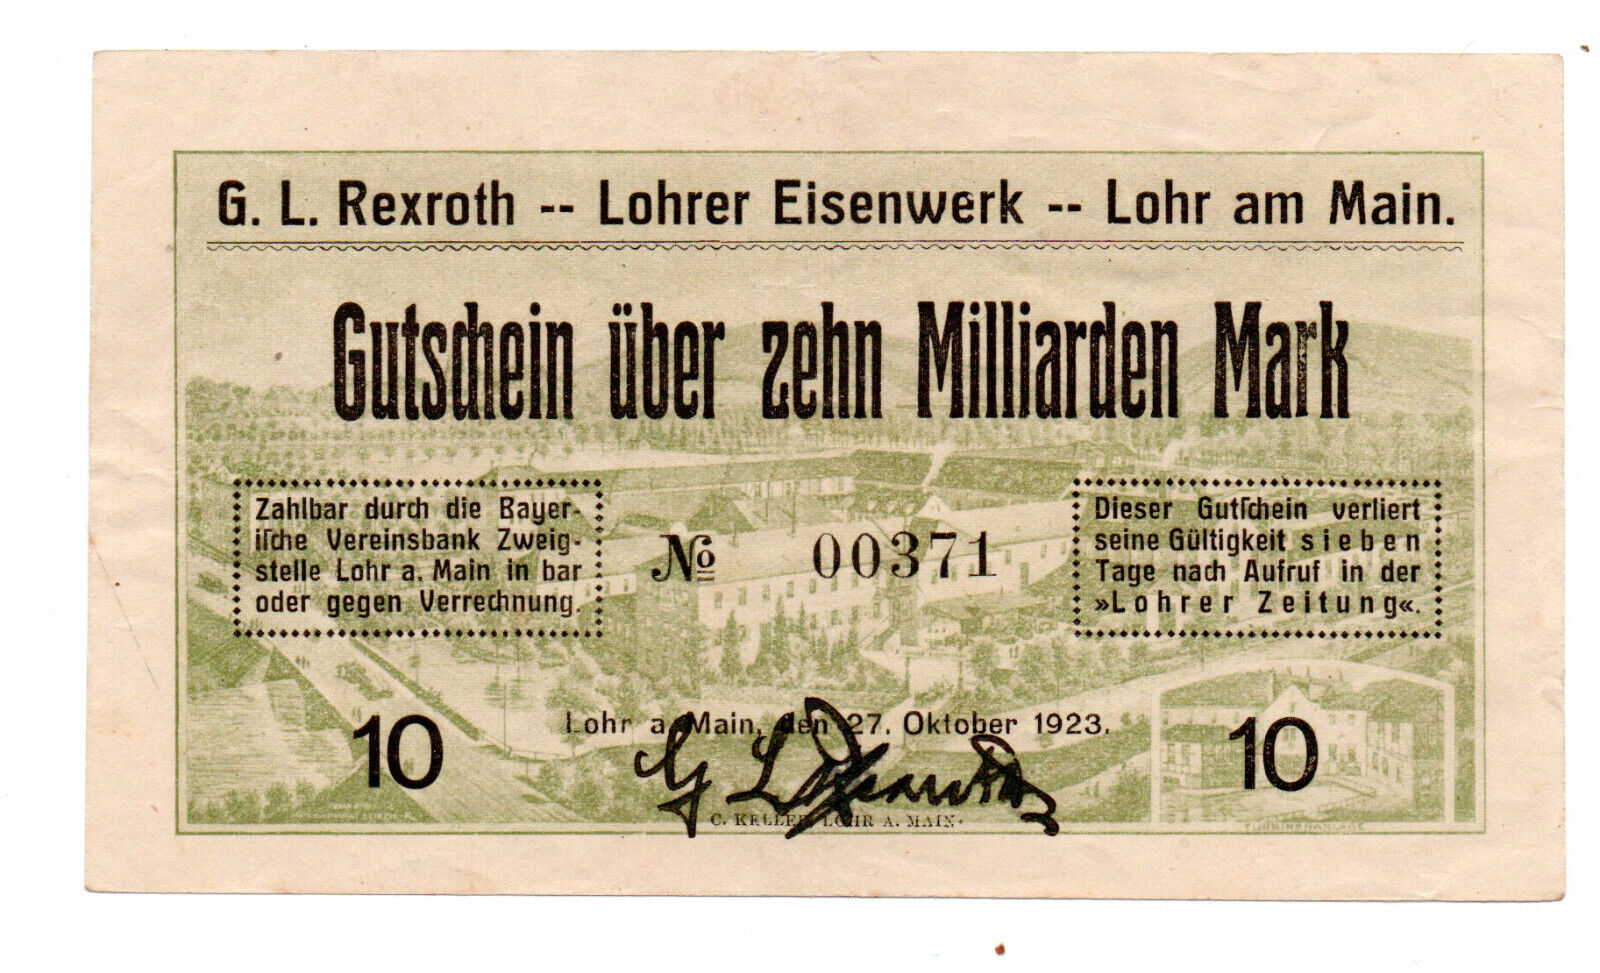 G. L. Rexroth -- Lohrer Eisenwerk -- Lohr am Main.
Gutschein über zehn Milliarden Mark
Zahlbar durch die Bayer-
iſche Vereinsbank Zweig-
stelle Lohr a. Main in bar
oder gegen Verrechnung.
№ 00371
Dieser Gutſchein verliert
seine Gültigkeit sieben
Tage nach Aufruf in der
»Lohrer Zeitung«.
Lohr a. Main, den 27. Oktober 1923.
10
G L Rexroth
10
C. KELLER, LOHR A. MAIN.
TURBINENANLAGE